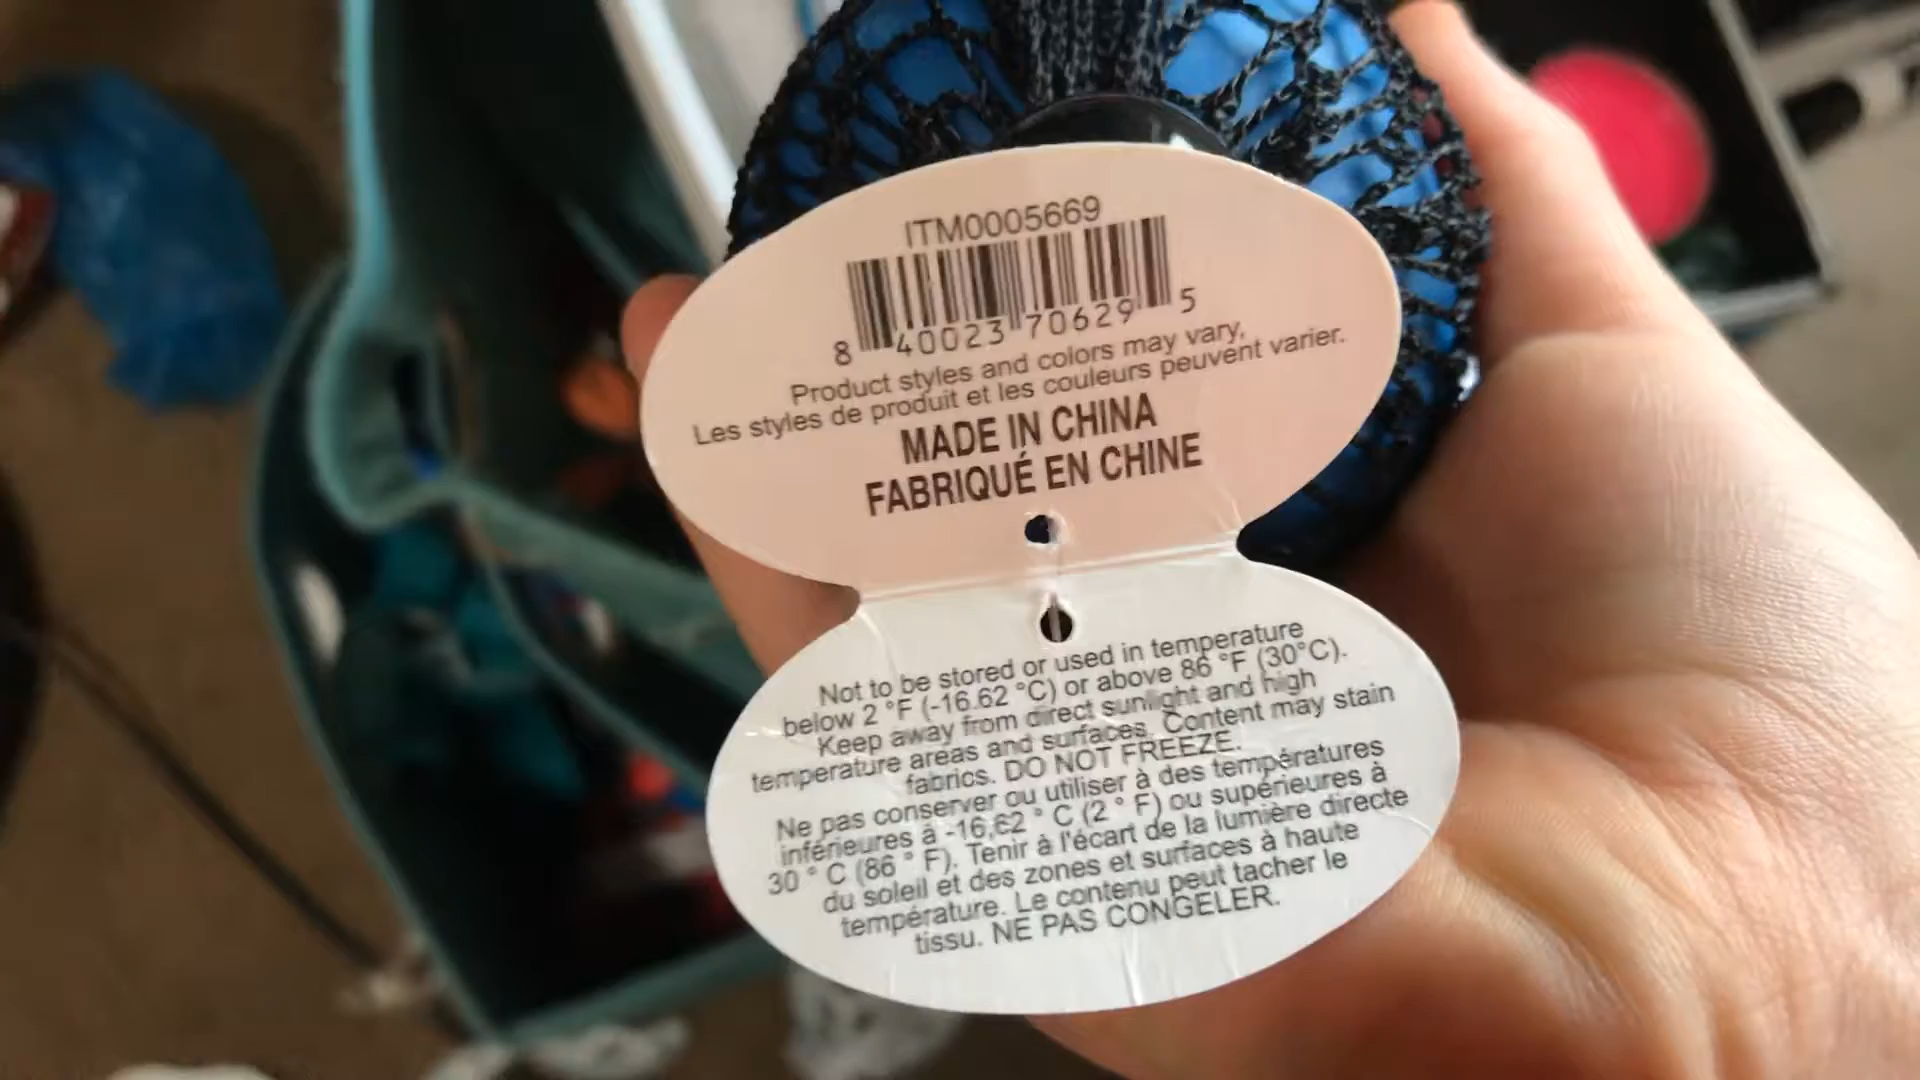 ITM0005669
8 40023 70629 5
Product styles and colors may vary,
Les styles de produit et les couleurs peuvent varier.
MADE IN CHINA
FABRIQUÉ EN CHINE
Not to be stored or used in temperature
below 2 °F (-16.62 °C) or above 86 °F (30°C).
Keep away from direct sunlight and high
temperature areas and surfaces. Content may stain
fabrics. DO NOT FREEZE.
Ne pas conserver ou utiliser à des températures
inférieures à -16,62 ° C (2 ° F) ou supérieures à
30 ° C (86 ° F). Tenir à l'écart de la lumière directe
du soleil et des zones et surfaces à haute
température. Le contenu peut tacher le
tissu. NE PAS CONGELER.